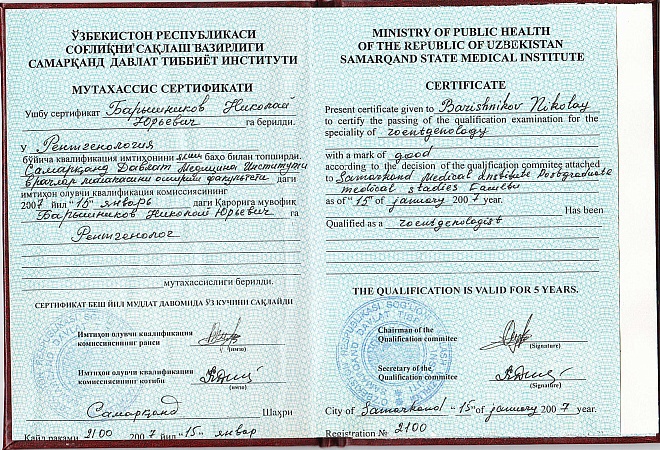 ЎЗБЕКИСТОН РЕСПУБЛИКАСИ
СОҒЛИҚНИ САҚЛАШ ВАЗИРЛИГИ
САМАРҚАНД ДАВЛАТ ТИББИЁТ ИНСТИТУТИ
МУТАХАССИС СЕРТИФИКАТИ
Ушбу сертификат Барышников Николай
Юрьевич га берилди.
У Рентгенология
бўйича квалификация имтиҳонини яхши баҳо билан топширди.
Самарқанд Давлат Медицина Институти
врачлар малакасини ошириш факультети даги
имтиҳон олувчи квалификация комиссиясининг
2007 йил "15" январь даги Қарорига мувофиқ
Барышников Николай Юрьевич га
Рентгенолог
мутахассислиги берилди.
СЕРТИФИКАТ БЕШ ЙИЛ МУДДАТ ДАВОМИДА ЎЗ КУЧИНИ САҚЛАЙДИ
Имтиҳон олувчи квалификация
комиссиясининг раиси
(имзо)
Имтиҳон олувчи квалификация
комиссиясининг котиби
(имзо)
Самарқанд Шаҳри
Қайд рақами 2100 2007 йил "15" январ
MINISTRY OF PUBLIC HEALTH
OF THE REPUBLIC OF UZBEKISTAN
SAMARQAND STATE MEDICAL INSTITUTE
CERTIFICATE
Present certificate given to Barishnikov Nikolay
to certify the passing of the qualification examination for the
speciality of roentgenology
with a mark of good
according to the decision of the qualification commitee attached
to Samarkand Medical Institute Postgraduate
medical studies
as of "15" of january 2007 year.
Has been
Qualified as a roentgenologist
THE QUALIFICATION IS VALID FOR 5 YEARS.
Chairman of the
Qualification committee
(Signature)
Secretary of the
Qualification committee
(Signature)
City of Samarkand "15" of january 2007 year.
Registration № 2100